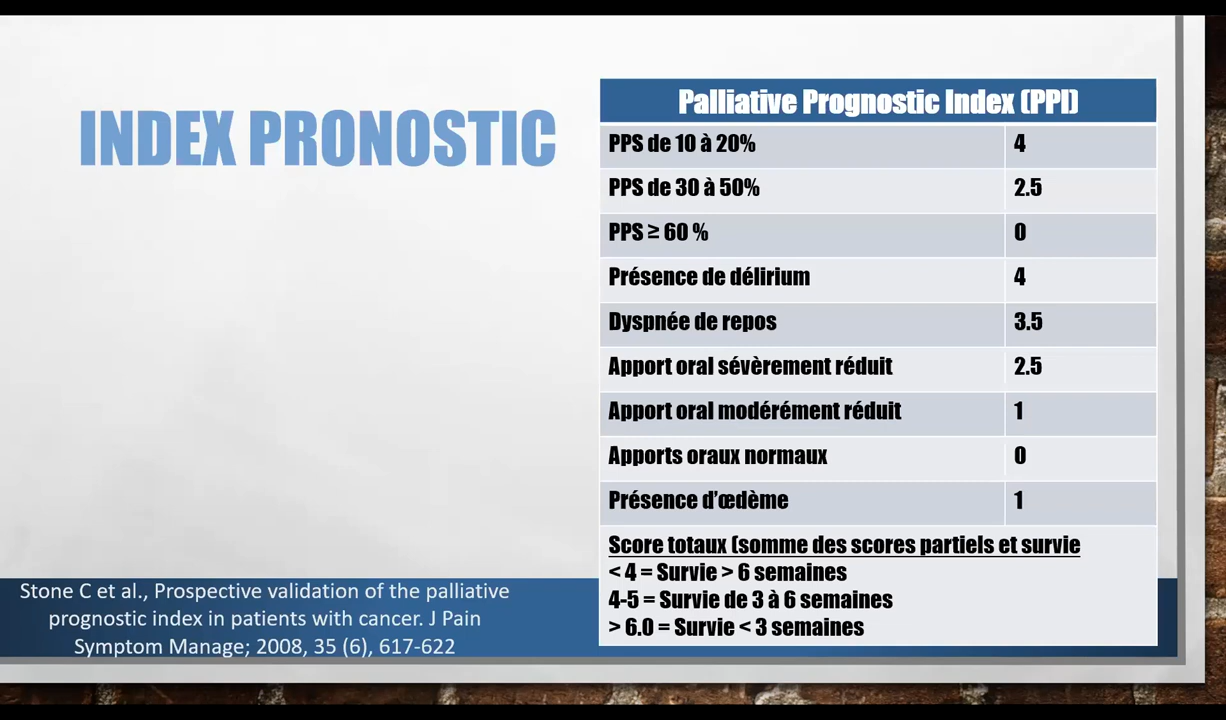 INDEX PRONOSTIC
Palliative Prognostic Index (PPI)
PPS de 10 à 20% 4
PPS de 30 à 50% 2.5
PPS ≥ 60 % 0
Présence de délirium 4
Dyspnée de repos 3.5
Apport oral sévèrement réduit 2.5
Apport oral modérément réduit 1
Apports oraux normaux 0
Présence d’œdème 1
Score totaux (somme des scores partiels et survie
< 4 = Survie > 6 semaines
4-5 = Survie de 3 à 6 semaines
> 6.0 = Survie < 3 semaines
Stone C et al., Prospective validation of the palliative
prognostic index in patients with cancer. J Pain
Symptom Manage; 2008, 35 (6), 617-622